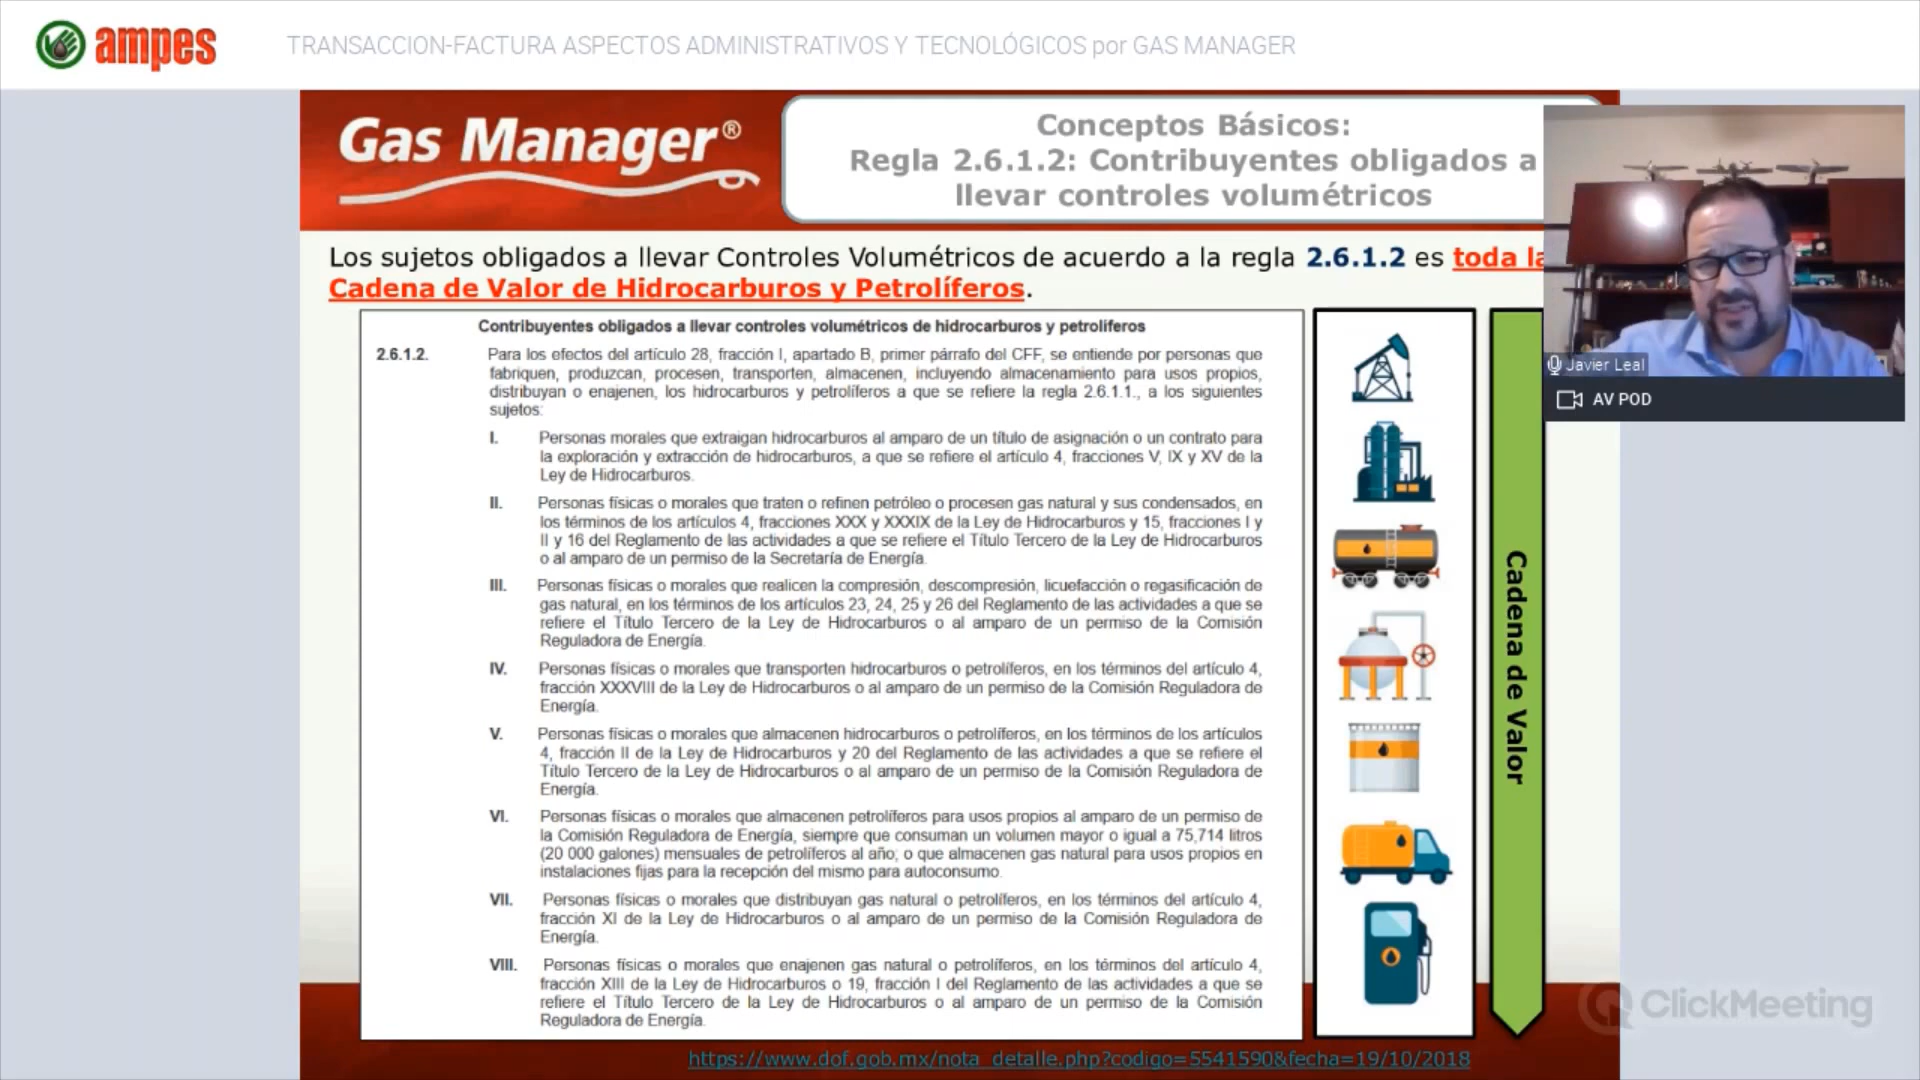 ampes
TRANSACCION-FACTURA ASPECTOS ADMINISTRATIVOS Y TECNOLÓGICOS por GAS MANAGER
Gas Manager®
Conceptos Básicos:
Regla 2.6.1.2: Contribuyentes obligados a
llevar controles volumétricos
Los sujetos obligados a llevar Controles Volumétricos de acuerdo a la regla 2.6.1.2 es toda la
Cadena de Valor de Hidrocarburos y Petrolíferos.
Contribuyentes obligados a llevar controles volumétricos de hidrocarburos y petrolíferos
2.6.1.2. Para los efectos del artículo 28, fracción I, apartado B, primer párrafo del CFF, se entiende por personas que
fabriquen, produzcan, procesen, transporten, almacenen, incluyendo almacenamiento para usos propios,
distribuyan o enajenen, los hidrocarburos y petrolíferos a que se refiere la regla 2.6.1.1., a los siguientes
sujetos:
I. Personas morales que extraigan hidrocarburos al amparo de un título de asignación o un contrato para
la exploración y extracción de hidrocarburos, a que se refiere el artículo 4, fracciones V, IX y XV de la
Ley de Hidrocarburos.
II. Personas físicas o morales que traten o refinen petróleo o procesen gas natural y sus condensados, en
los términos de los artículos 4, fracciones XXX y XXXIX de la Ley de Hidrocarburos y 15, fracciones I y
II y 16 del Reglamento de las actividades a que se refiere el Título Tercero de la Ley de Hidrocarburos
o al amparo de un permiso de la Secretaría de Energía.
III. Personas físicas o morales que realicen la compresión, descompresión, licuefacción o regasificación de
gas natural, en los términos de los artículos 23, 24, 25 y 26 del Reglamento de las actividades a que se
refiere el Título Tercero de la Ley de Hidrocarburos o al amparo de un permiso de la Comisión
Reguladora de Energía.
IV. Personas físicas o morales que transporten hidrocarburos o petrolíferos, en los términos del artículo 4,
fracción XXXVIII de la Ley de Hidrocarburos o al amparo de un permiso de la Comisión Reguladora de
Energía.
V. Personas físicas o morales que almacenen hidrocarburos o petrolíferos, en los términos de los artículos
4, fracción II de la Ley de Hidrocarburos y 20 del Reglamento de las actividades a que se refiere el
Título Tercero de la Ley de Hidrocarburos o al amparo de un permiso de la Comisión Reguladora de
Energía.
VI. Personas físicas o morales que almacenen petrolíferos para usos propios al amparo de un permiso de
la Comisión Reguladora de Energía, siempre que consuman un volumen mayor o igual a 75,714 litros
(20 000 galones) mensuales de petrolíferos al año; o que almacenen gas natural para usos propios en
instalaciones fijas para la recepción del mismo para autoconsumo.
VII. Personas físicas o morales que distribuyan gas natural o petrolíferos, en los términos del artículo 4,
fracción XI de la Ley de Hidrocarburos o al amparo de un permiso de la Comisión Reguladora de
Energía.
VIII. Personas físicas o morales que enajenen gas natural o petrolíferos, en los términos del artículo 4,
fracción XIII de la Ley de Hidrocarburos o 19, fracción I del Reglamento de las actividades a que se
refiere el Título Tercero de la Ley de Hidrocarburos o al amparo de un permiso de la Comisión
Reguladora de Energía.
Cadena de Valor
https://www.dof.gob.mx/nota_detalle.php?codigo=5541590&fecha=19/10/2018
Javier Leal
AV POD
ClickMeeting